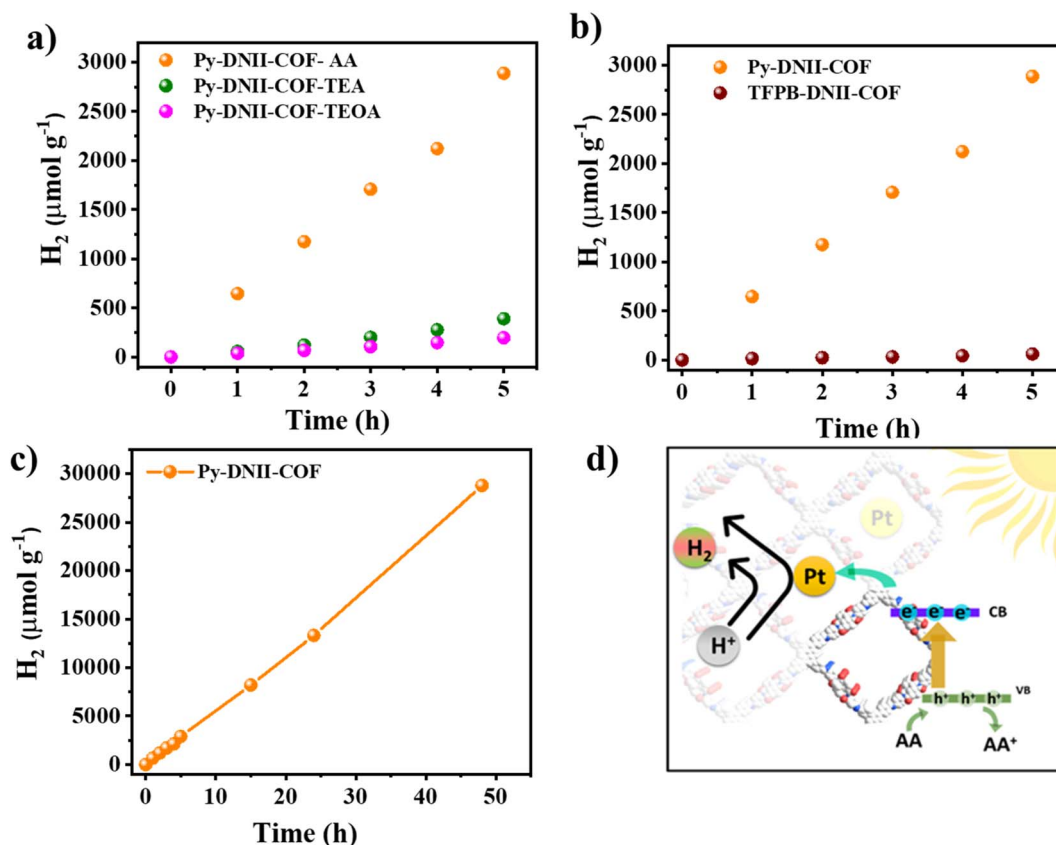 a)
H₂ (μmol g⁻¹)
3000
2500
2000
1500
1000
500
0
Py-DNII-COF- AA
Py-DNII-COF-TEA
Py-DNII-COF-TEOA
0 1 2 3 4 5
Time (h)
b)
H₂ (μmol g⁻¹)
3000
2500
2000
1500
1000
500
0
Py-DNII-COF
TFPB-DNII-COF
0 1 2 3 4 5
Time (h)
c)
H₂ (μmol g⁻¹)
30000
25000
20000
15000
10000
5000
0
Py-DNII-COF
0 10 20 30 40 50
Time (h)
d)
Pt
H₂
Pt
e⁻ e⁻ e⁻ CB
H⁺
h⁺ h⁺ h⁺ VB
AA AA⁺